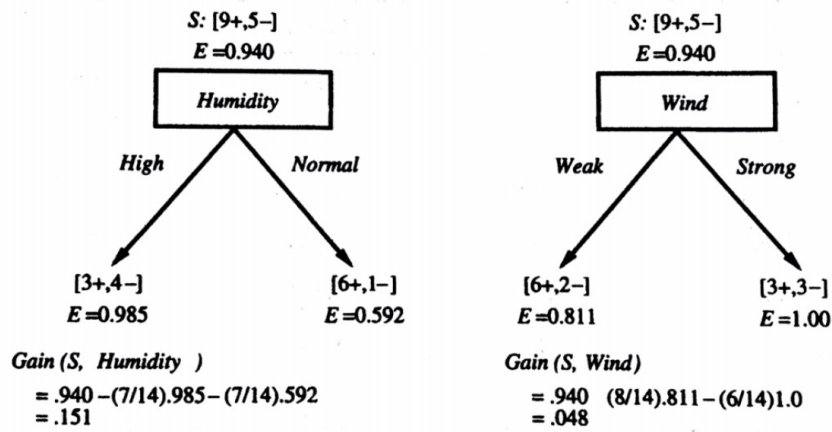 S: [9+,5−]
E=0.940
Humidity
High
Normal
[3+,4−]
E=0.985
[6+,1−]
E=0.592
Gain (S, Humidity )
= .940 −(7/14).985 − (7/14).592
= .151
S: [9+,5−]
E=0.940
Wind
Weak
Strong
[6+,2−]
E=0.811
[3+,3−]
E=1.00
Gain (S, Wind)
= .940 (8/14).811 − (6/14)1.0
= .048